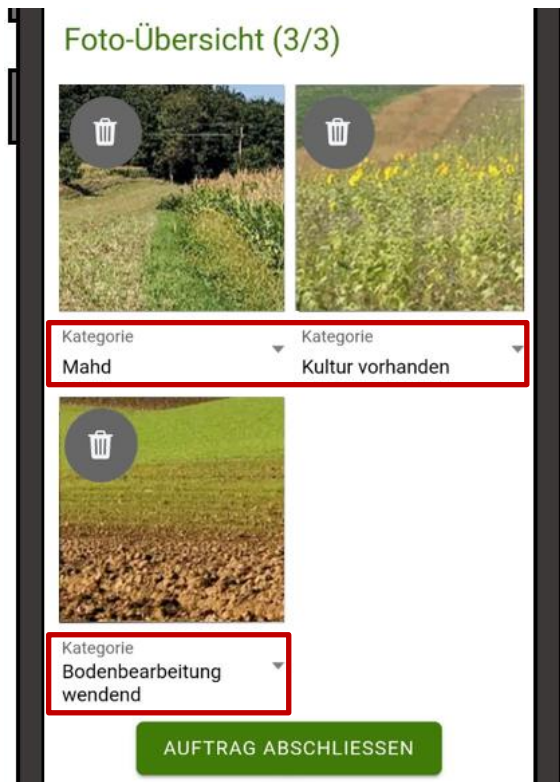 Foto-Übersicht (3/3)
Kategorie
Mahd
Kategorie
Kultur vorhanden
Kategorie
Bodenbearbeitung
wendend
AUFTRAG ABSCHLIESSEN